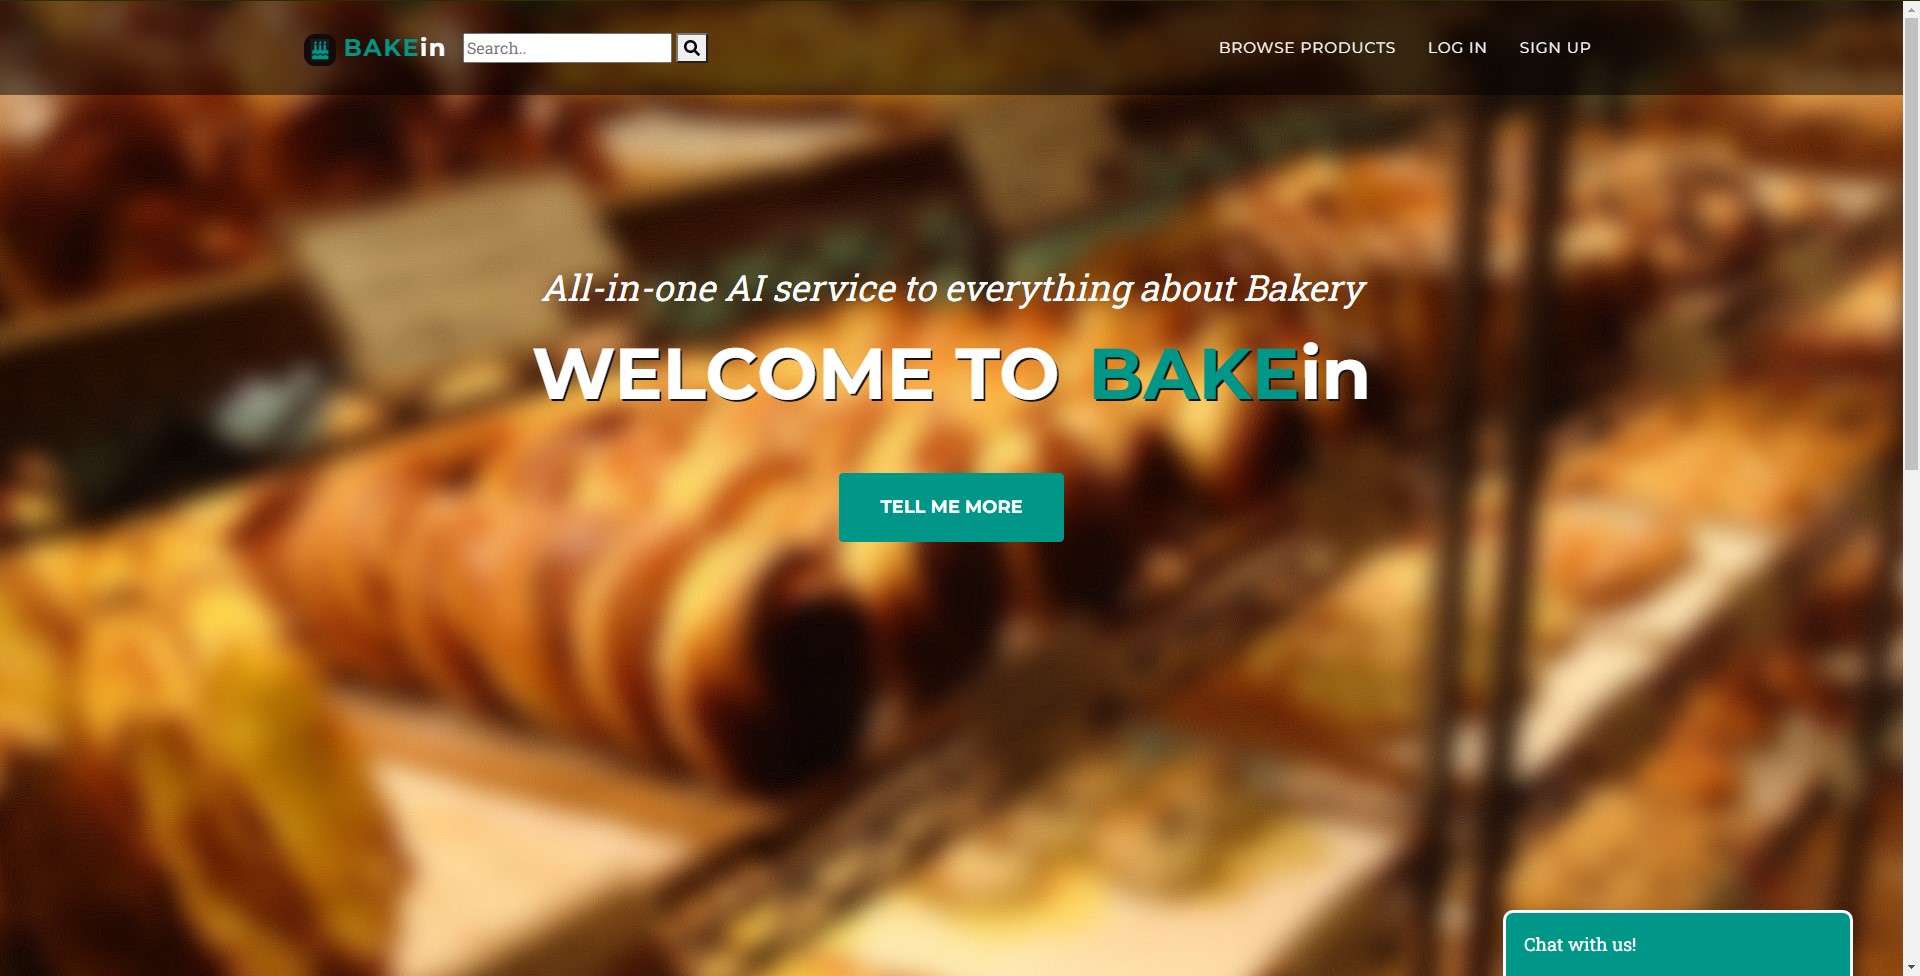 BAKEin
Search..
BROWSE PRODUCTS
LOG IN
SIGN UP
All-in-one AI service to everything about Bakery
WELCOME TO BAKEin
TELL ME MORE
Chat with us!